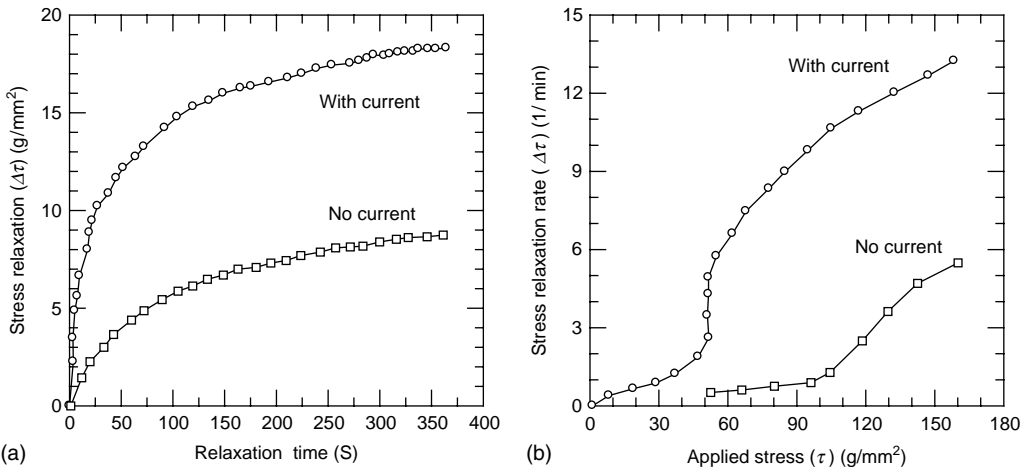 20
15
10
5
0
0 50 100 150 200 250 300 350 400
Stress relaxation (Δτ) (g/mm²)
With current
No current
Relaxation time (S)
(a)
15
12
9
6
3
0
0 30 60 90 120 150 180
Stress relaxation rate ( Δτ ) (1/ min)
With current
No current
Applied stress (τ) (g/mm²)
(b)